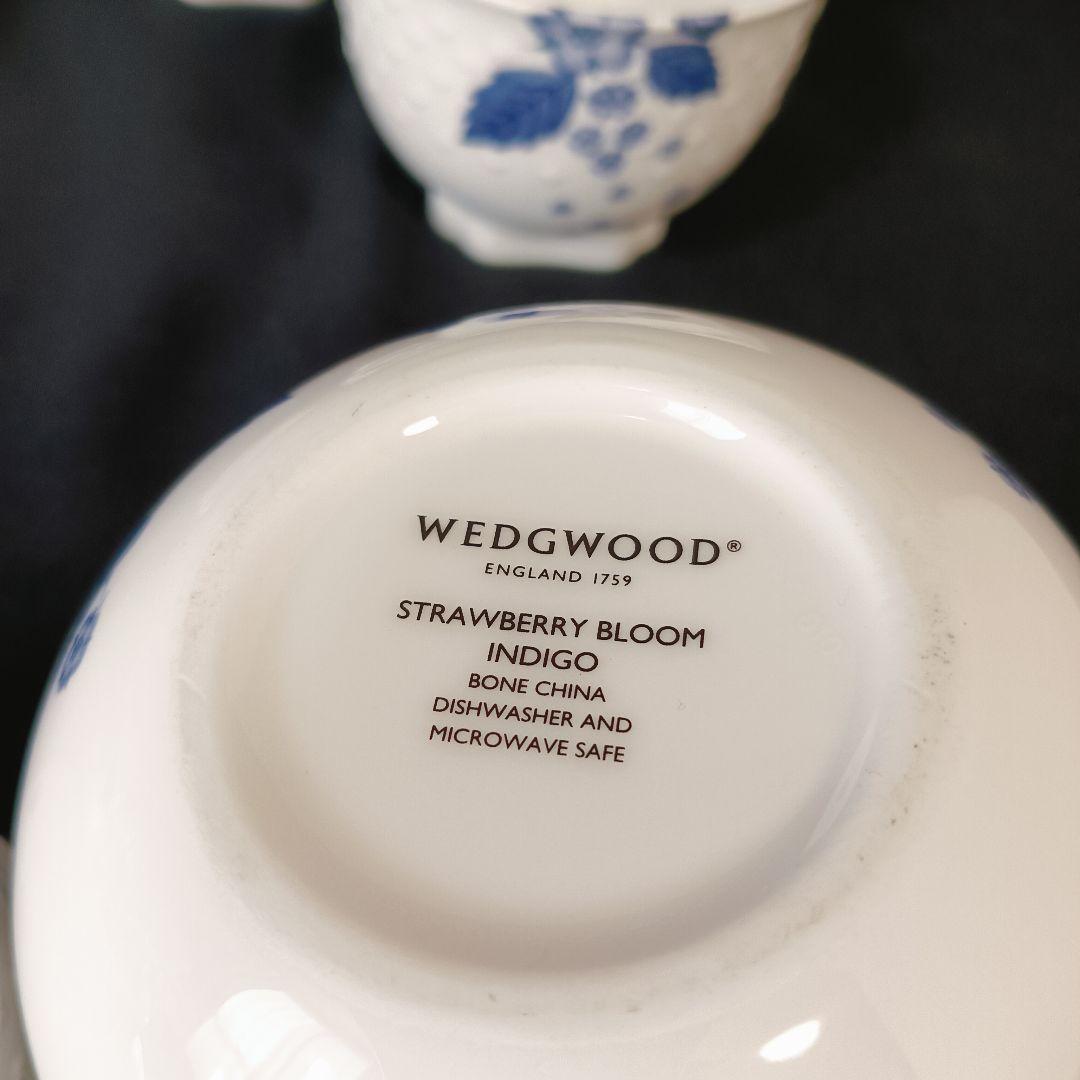 WEDGWOOD®
ENGLAND 1759
STRAWBERRY BLOOM
INDIGO
BONE CHINA
DISHWASHER AND
MICROWAVE SAFE